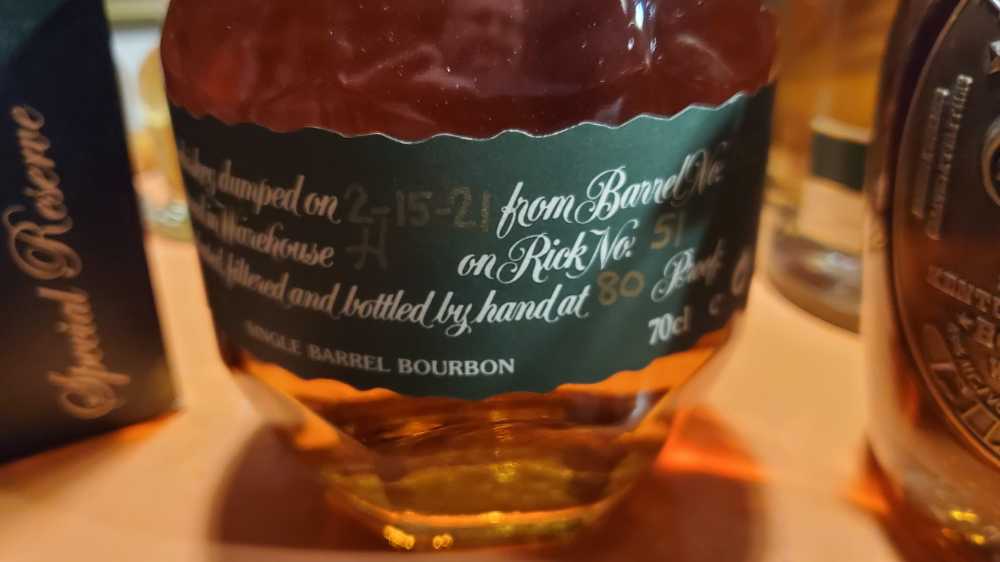 Special Reserve
dumped on 2-15-21 from Barrel No:
Warehouse H on Rick No: 51
filtered and bottled by hand at 80 Proof
SINGLE BARREL BOURBON 70cl